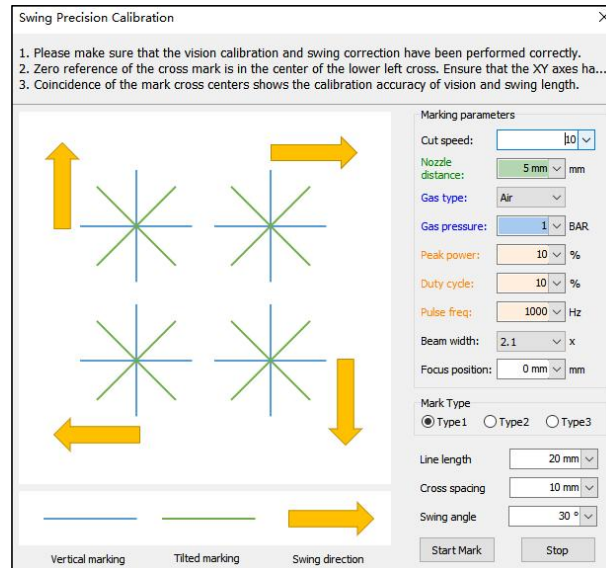 Swing Precision Calibration
1. Please make sure that the vision calibration and swing correction have been performed correctly.
2. Zero reference of the cross mark is in the center of the lower left cross. Ensure that the XY axes ha...
3. Coincidence of the mark cross centers shows the calibration accuracy of vision and swing length.
Marking parameters
Cut speed: 10
Nozzle distance: 5 mm mm
Gas type: Air
Gas pressure: 1 BAR
Peak power: 10 %
Duty cycle: 10 %
Pulse freq: 1000 Hz
Beam width: 2.1 x
Focus position: 0 mm mm
Mark Type
Type1 Type2 Type3
Line length 20 mm
Cross spacing 10 mm
Swing angle 30 °
Start Mark Stop
Vertical marking Tilted marking Swing direction